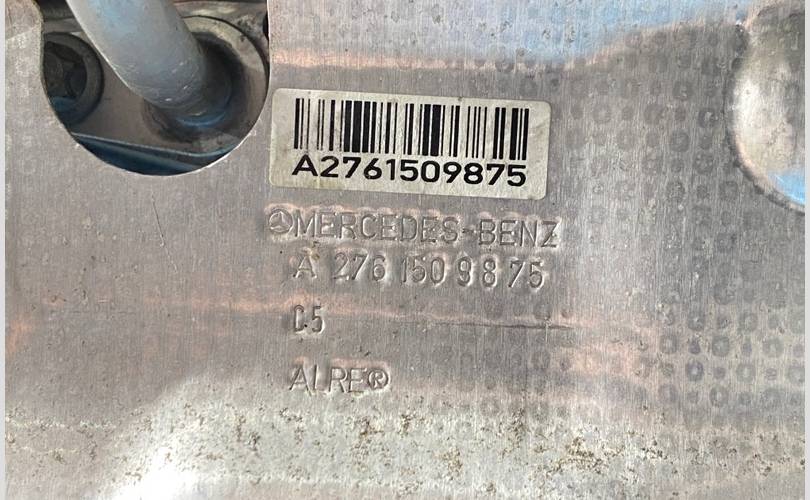 A2761509875
MERCEDES-BENZ
A 276 150 98 75
C5
ALRE®